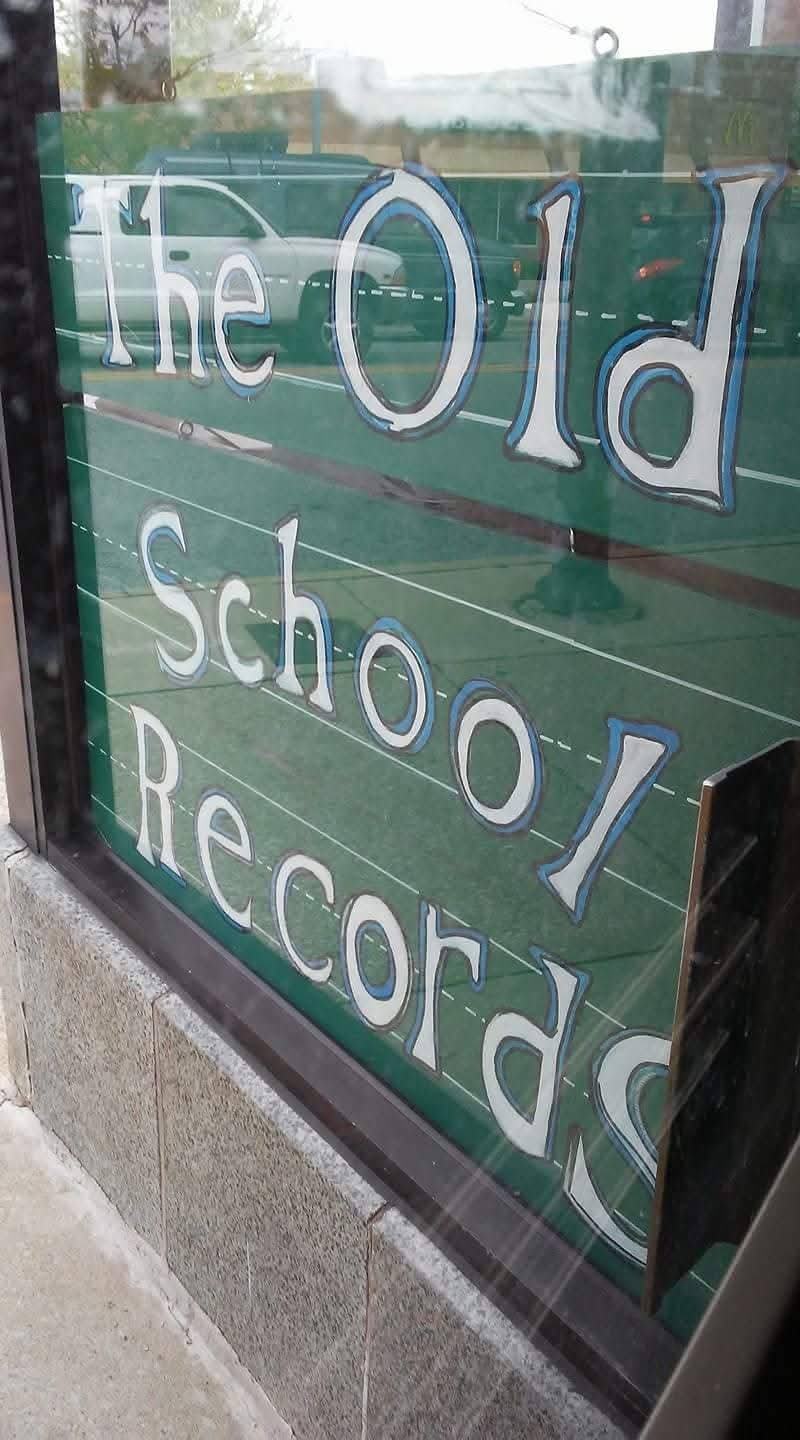 The Old
School
Records